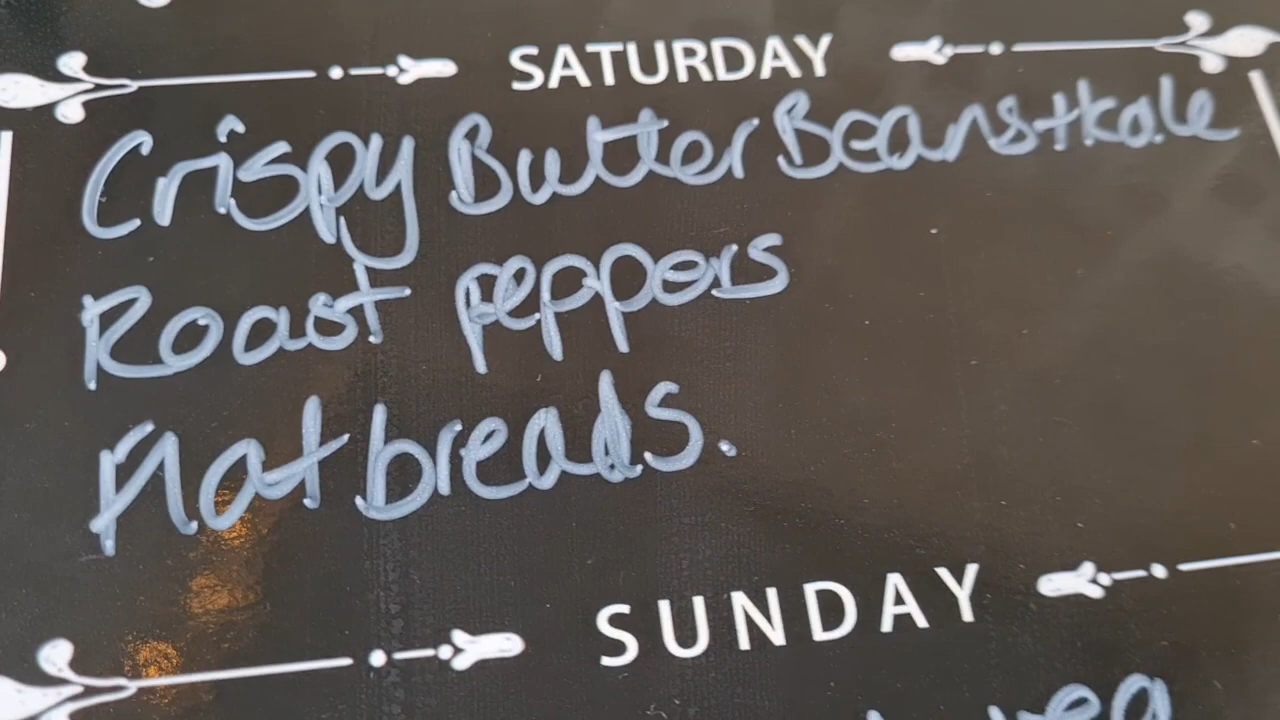 SATURDAY
Crispy Butter Beans + kale
Roast peppers
Flatbreads.
SUNDAY